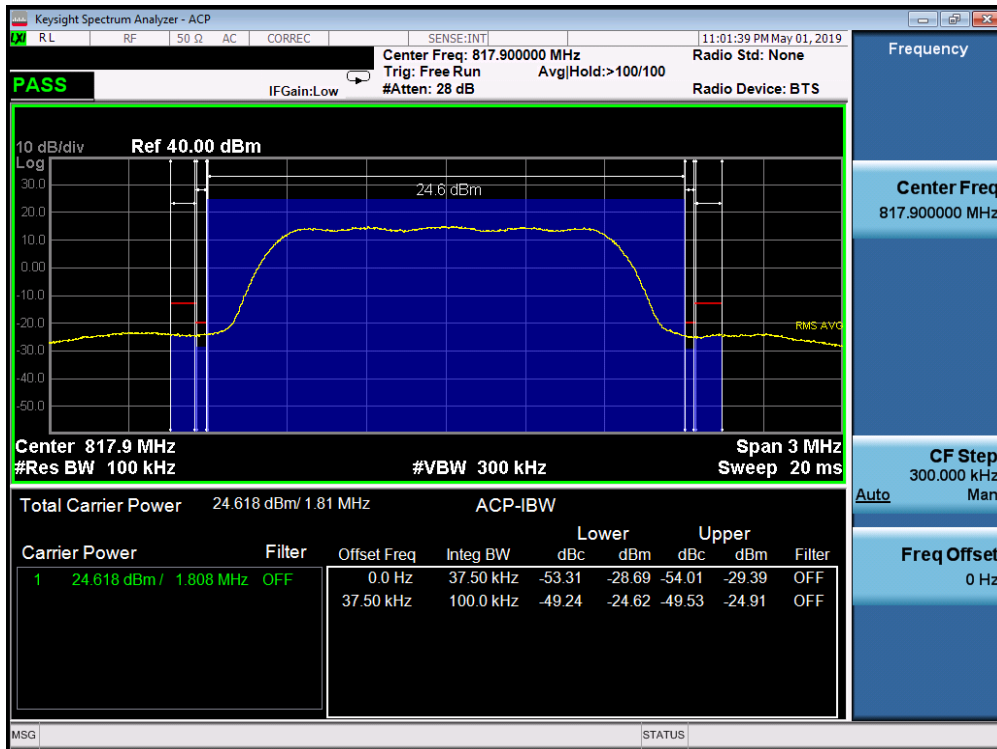 Keysight Spectrum Analyzer - ACP
LXI RL RF 50 Ω AC CORREC SENSE:INT 11:01:39 PM May 01, 2019
Center Freq: 817.900000 MHz Radio Std: None
Trig: Free Run Avg|Hold:>100/100
PASS IFGain:Low #Atten: 28 dB Radio Device: BTS
10 dB/div Ref 40.00 dBm
Log
30.0
20.0
10.0
0.00
-10.0
-20.0
-30.0
-40.0
-50.0
24.6 dBm
RMS AVG
Center 817.9 MHz Span 3 MHz
#Res BW 100 kHz #VBW 300 kHz Sweep 20 ms
Total Carrier Power 24.618 dBm/ 1.81 MHz ACP-IBW
Lower Upper
Carrier Power Filter Offset Freq Integ BW dBc dBm dBc dBm Filter
1 24.618 dBm / 1.808 MHz OFF 0.0 Hz 37.50 kHz -53.31 -28.69 -54.01 -29.39 OFF
37.50 kHz 100.0 kHz -49.24 -24.62 -49.53 -24.91 OFF
MSG STATUS
Frequency
Center Freq
817.900000 MHz
CF Step
300.000 kHz
Auto Man
Freq Offset
0 Hz